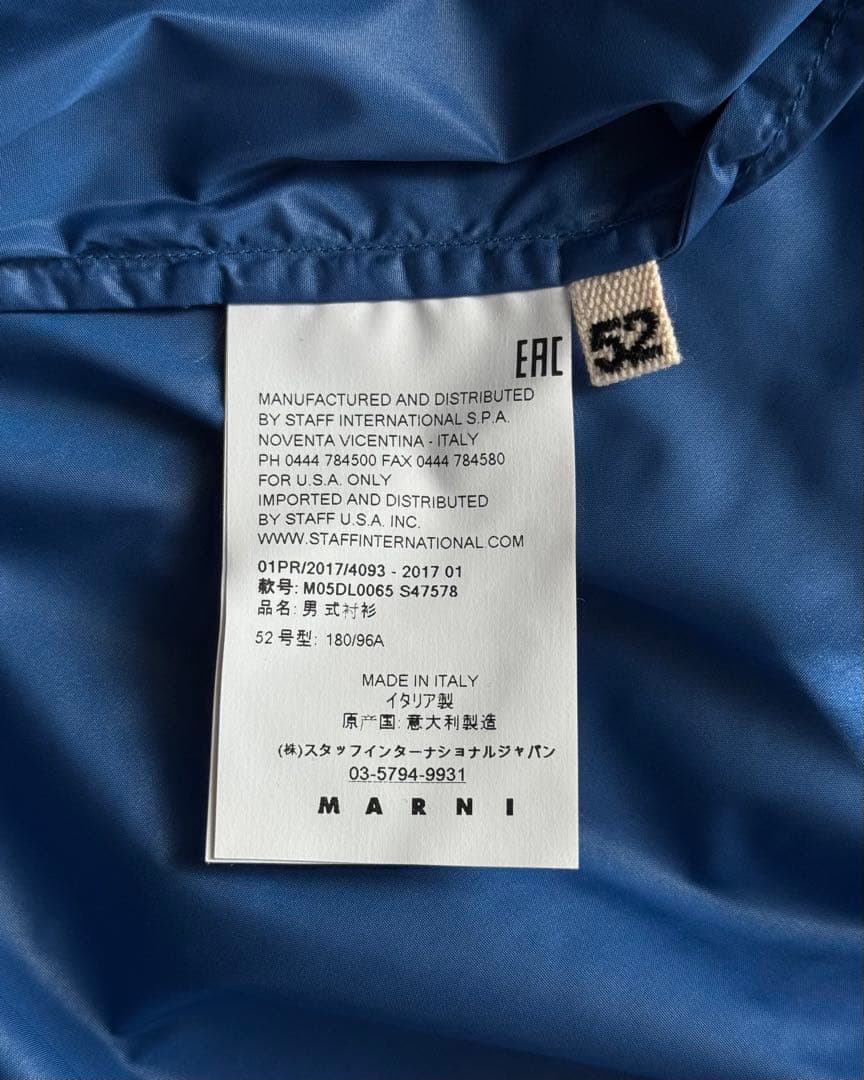 EAC
52
MANUFACTURED AND DISTRIBUTED
BY STAFF INTERNATIONAL S.P.A.
NOVENTA VICENTINA - ITALY
PH 0444 784500 FAX 0444 784580
FOR U.S.A. ONLY
IMPORTED AND DISTRIBUTED
BY STAFF U.S.A. INC.
WWW.STAFFINTERNATIONAL.COM
01PR/2017/4093 - 2017 01
款号: M05DL0065 S47578
品名: 男式衬衫
52 号型: 180/96A
MADE IN ITALY
イタリア製
原产国: 意大利製造
(株)スタッフインターナショナルジャパン
03-5794-9931
MARNI